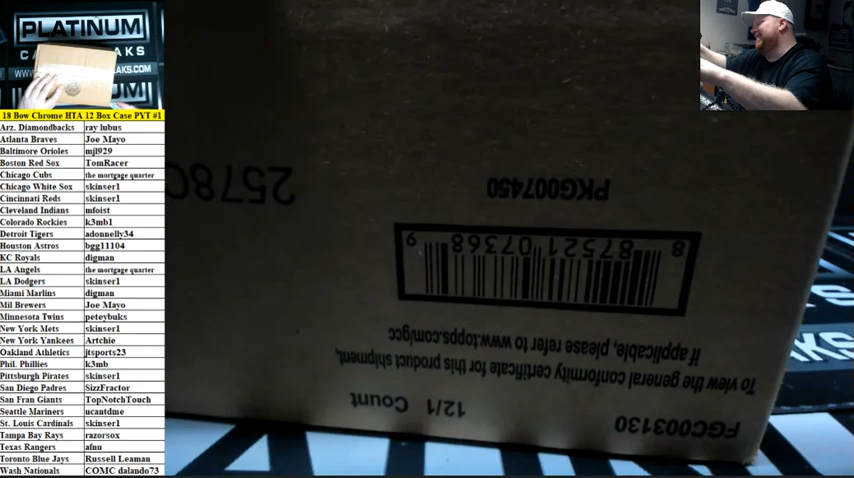 PLATINUM
AKS
18 Bow Chrome HTA 12 Box Case PYT #1
Arz. Diamondbacks ray lubus
Atlanta Braves Joe Mayo
Baltimore Orioles mjl929
Boston Red Sox TomRacer
Chicago Cubs the mortgage quarter
Chicago White Sox skinser1
Cincinnati Reds skinser1
Cleveland Indians mfoist
Colorado Rockies k3mb1
Detroit Tigers adonnelly34
Houston Astros bgg11104
KC Royals digman
LA Angels the mortgage quarter
LA Dodgers skinser1
Miami Marlins digman
Mil Brewers Joe Mayo
Minnesota Twins peteybuks
New York Mets skinser1
New York Yankees Artchie
Oakland Athletics jtsports23
Phil. Phillies k3mb
Pittsburgh Pirates skinser1
San Diego Padres SizzFractor
San Fran Giants TopNotchTouch
Seattle Mariners ucantdme
St. Louis Cardinals skinser1
Tampa Bay Rays razorsox
Texas Rangers afnu
Toronto Blue Jays Russell Leaman
Wash Nationals COMC dalando73
FGC003130
12/1 Count
To view the general conformity certificate for this product shipment,
if applicable, please refer to www.topps.com/gcc
8 87521 07368 9
PKG007450
2578